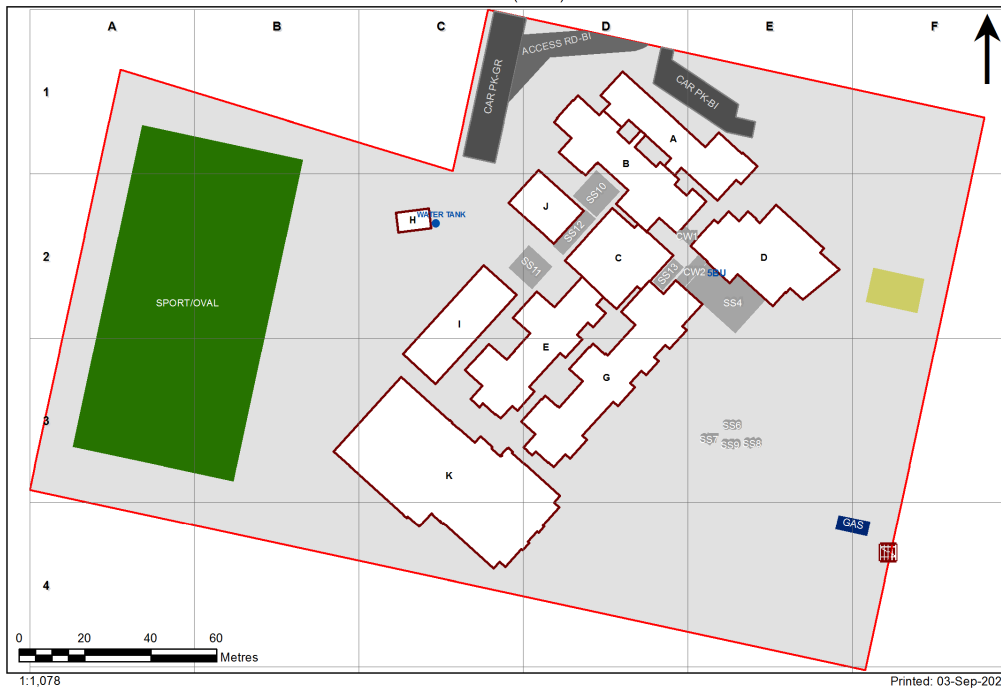 A B C D E F
1
2
3
4
ACCESS RD-BI
CAR PK-GR
CAR PK-BI
A
B
SS10
J
H
WATER TANK
SS12
CW1
C
D
SS11
SS13
CW2
5BU
SS4
SPORT/OVAL
I
E
G
SS6
SS7
SS9
SS8
K
GAS
0 20 40 60
Metres
1:1,078
Printed: 03-Sep-202